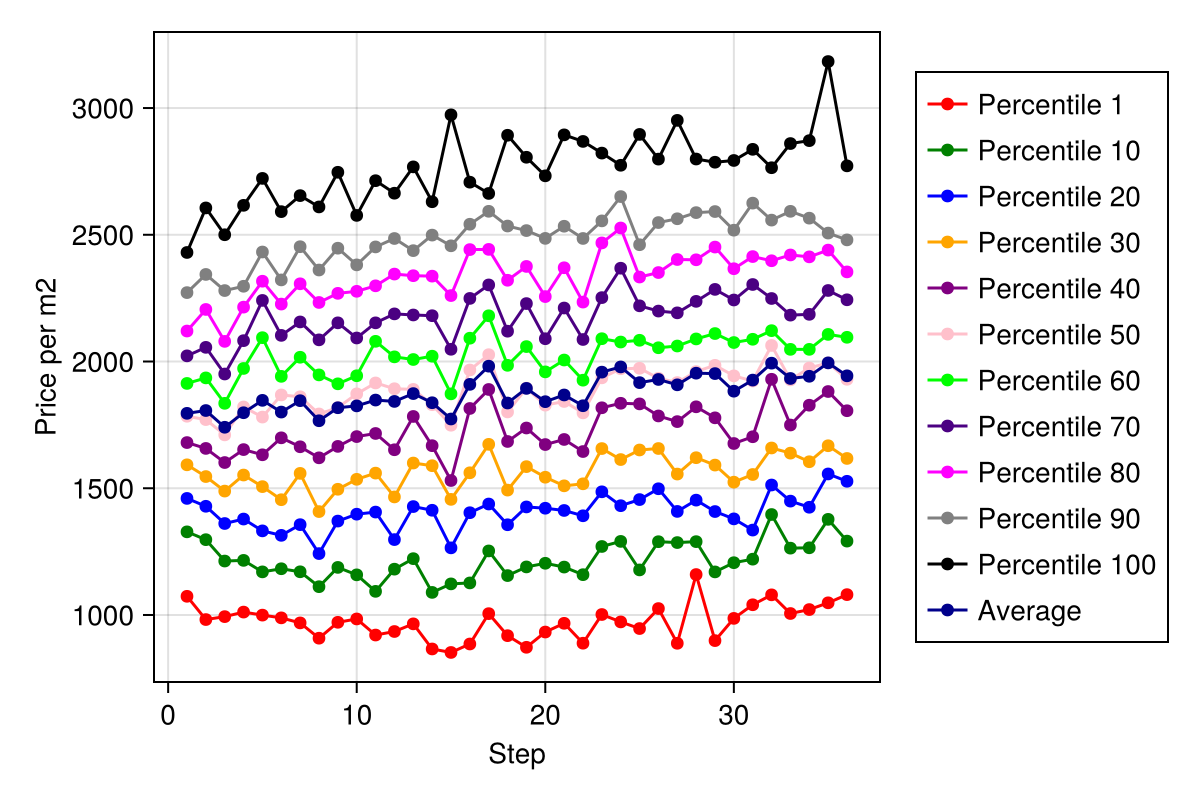 3000
2500
2000
1500
1000
Price per m2
0
10
20
30
Step
Percentile 1
Percentile 10
Percentile 20
Percentile 30
Percentile 40
Percentile 50
Percentile 60
Percentile 70
Percentile 80
Percentile 90
Percentile 100
Average